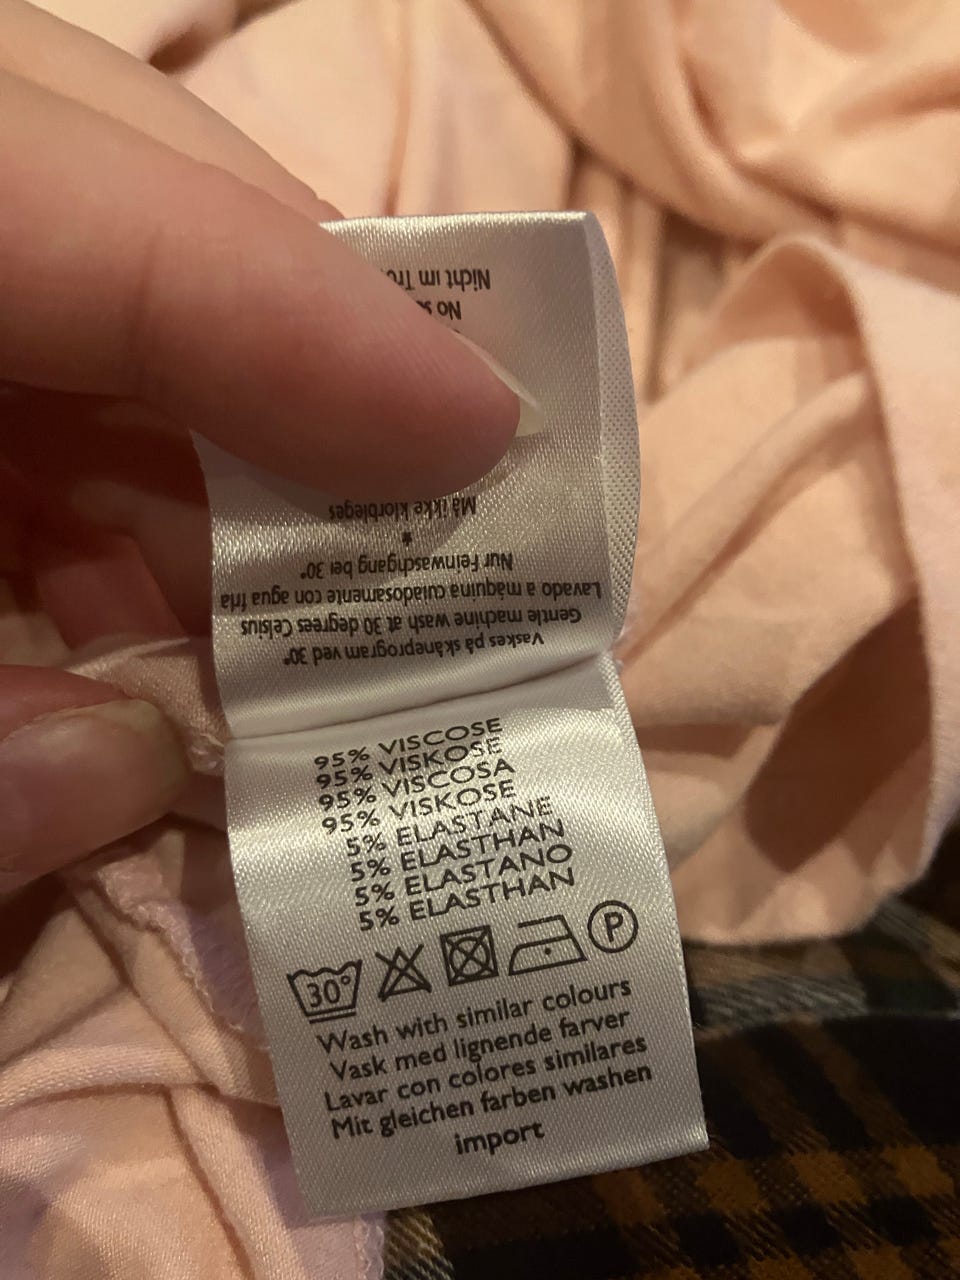 Nicht im
No
Må ikke klorbleges
*
Nur Feinwaschgang bei 30°
Lavado a máquina cuidadosamente con agua fría
Gentle machine wash at 30 degrees Celsius
Vaskes på skåneprogram ved 30°
95% VISCOSE
95% VISKOSE
95% VISCOSA
95% VISKOSE
5% ELASTANE
5% ELASTHAN
5% ELASTANO
5% ELASTHAN
30° P
Wash with similar colours
Vask med lignende farver
Lavar con colores similares
Mit gleichen farben washen
import